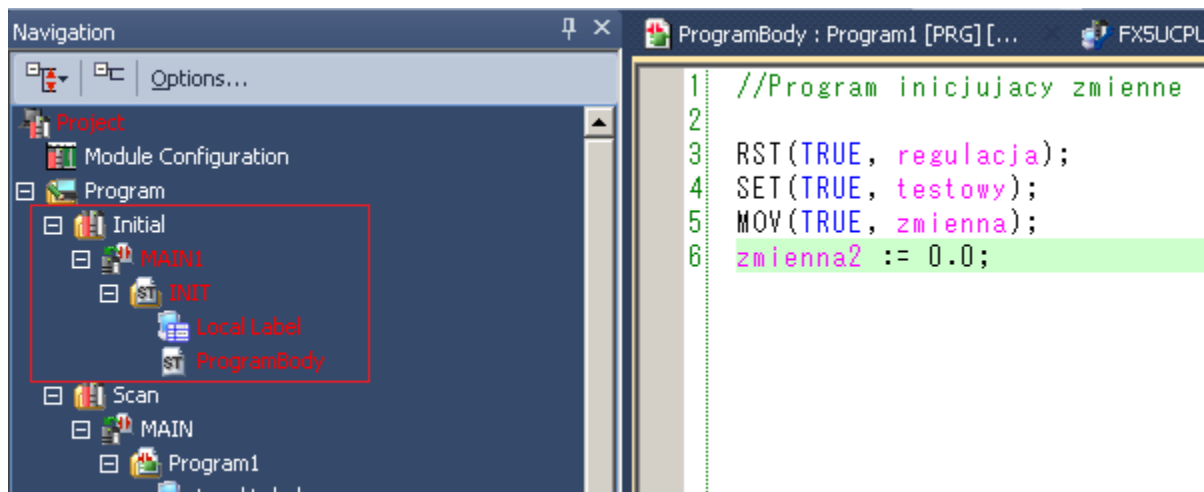 Navigation
Options...
Project
Module Configuration
Program
Initial
MAIN1
INIT
Local Label
ProgramBody
Scan
MAIN
Program1
ProgramBody : Program1 [PRG] [...
FX5UCPU
1 //Program inicjujacy zmienne
2
3 RST(TRUE, regulacja);
4 SET(TRUE, testowy);
5 MOV(TRUE, zmienna);
6 zmienna2 := 0.0;